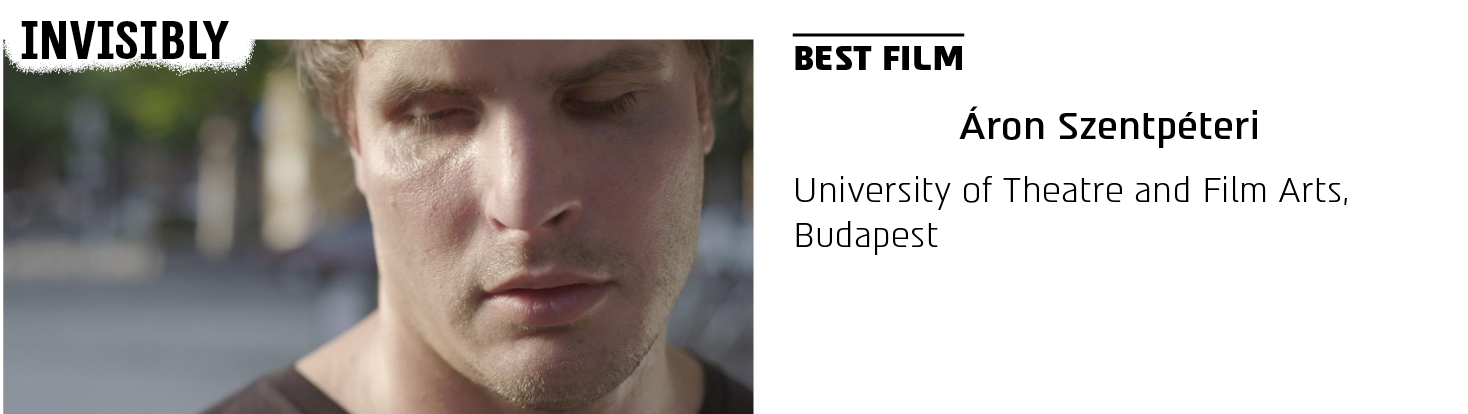 INVISIBLY
BEST FILM
Áron Szentpéteri
University of Theatre and Film Arts,
Budapest